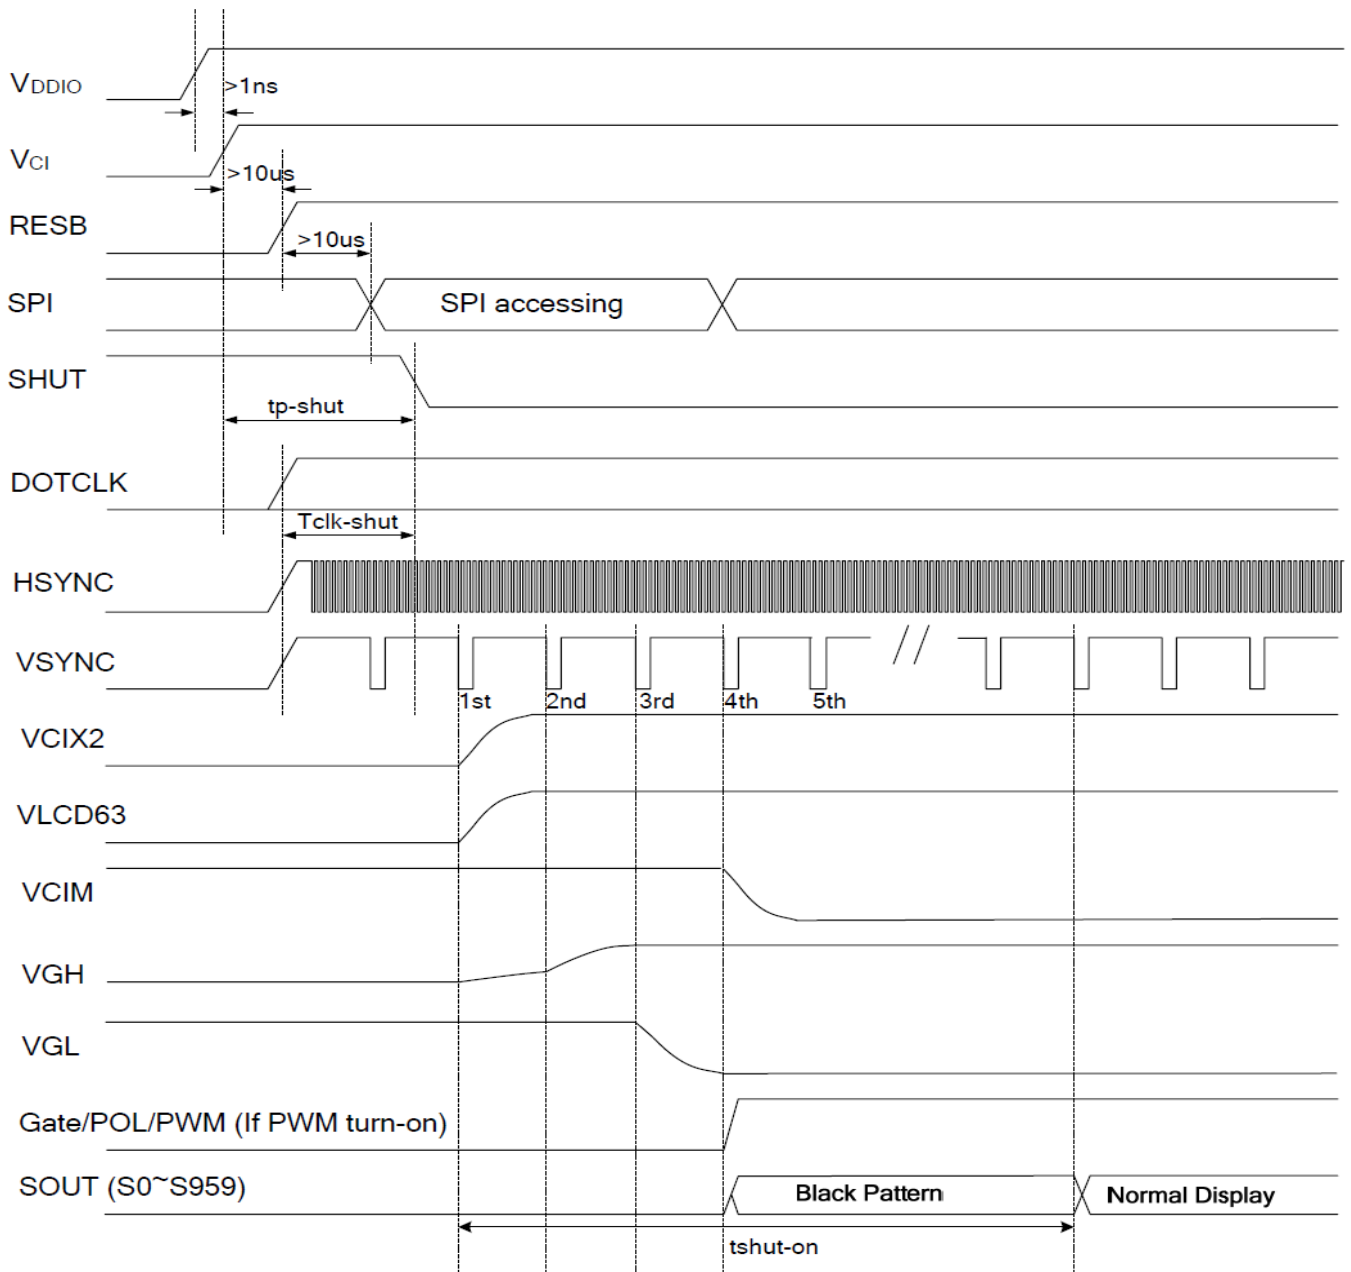 VDDIO
>1ns
VCI
>10us
RESB
>10us
SPI
SPI accessing
SHUT
tp-shut
DOTCLK
Tclk-shut
HSYNC
VSYNC
1st 2nd 3rd 4th 5th
VCIX2
VLCD63
VCIM
VGH
VGL
Gate/POL/PWM (If PWM turn-on)
SOUT (S0~S959)
Black Pattern
Normal Display
tshut-on